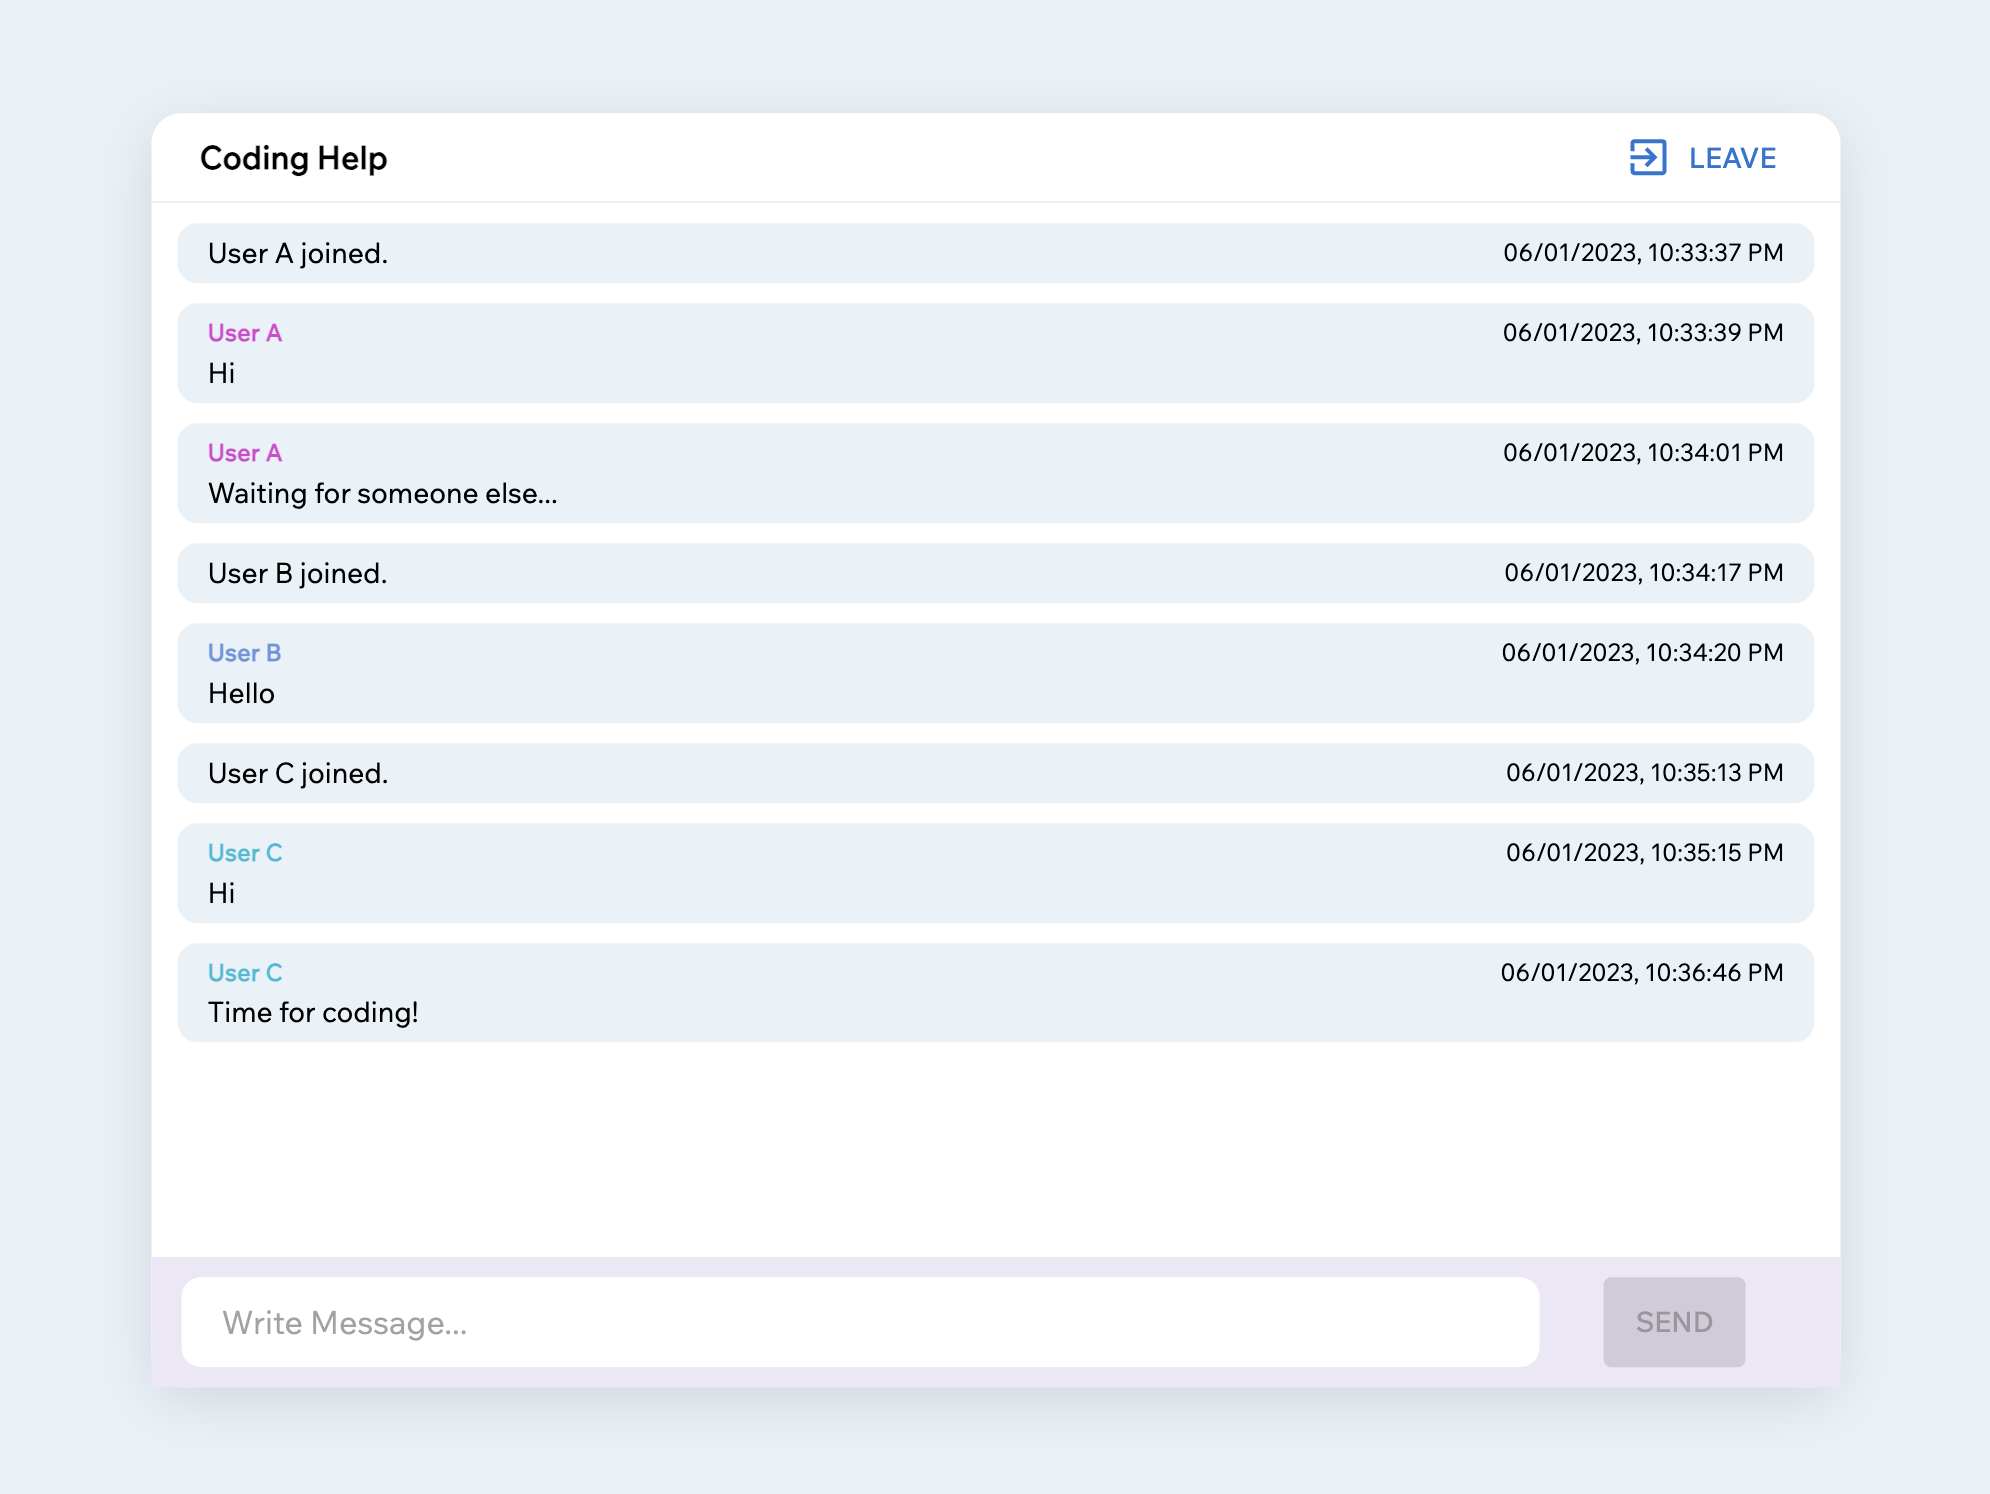 Coding Help
LEAVE
User A joined. 06/01/2023, 10:33:37 PM
User A 06/01/2023, 10:33:39 PM
Hi
User A 06/01/2023, 10:34:01 PM
Waiting for someone else...
User B joined. 06/01/2023, 10:34:17 PM
User B 06/01/2023, 10:34:20 PM
Hello
User C joined. 06/01/2023, 10:35:13 PM
User C 06/01/2023, 10:35:15 PM
Hi
User C 06/01/2023, 10:36:46 PM
Time for coding!
Write Message...
SEND